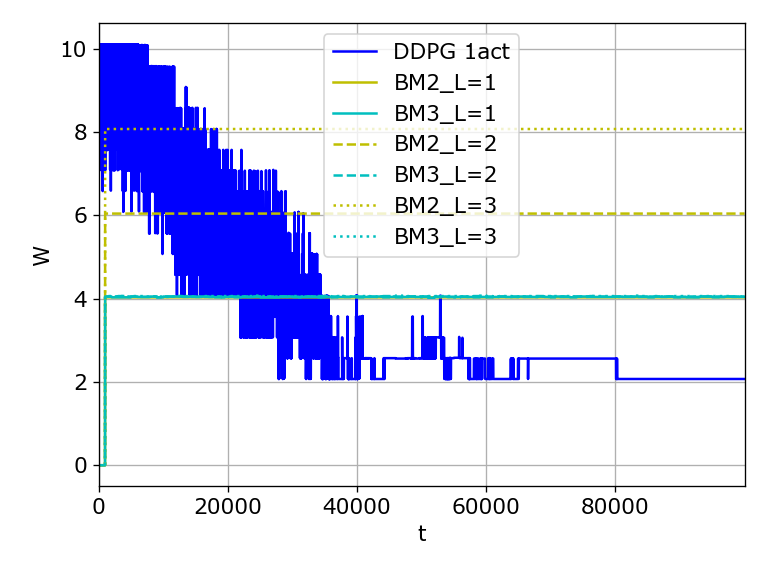 10
8
6
4
2
0
W
DDPG 1act
BM2_L=1
BM3_L=1
BM2_L=2
BM3_L=2
BM2_L=3
BM3_L=3
0 20000 40000 60000 80000
t